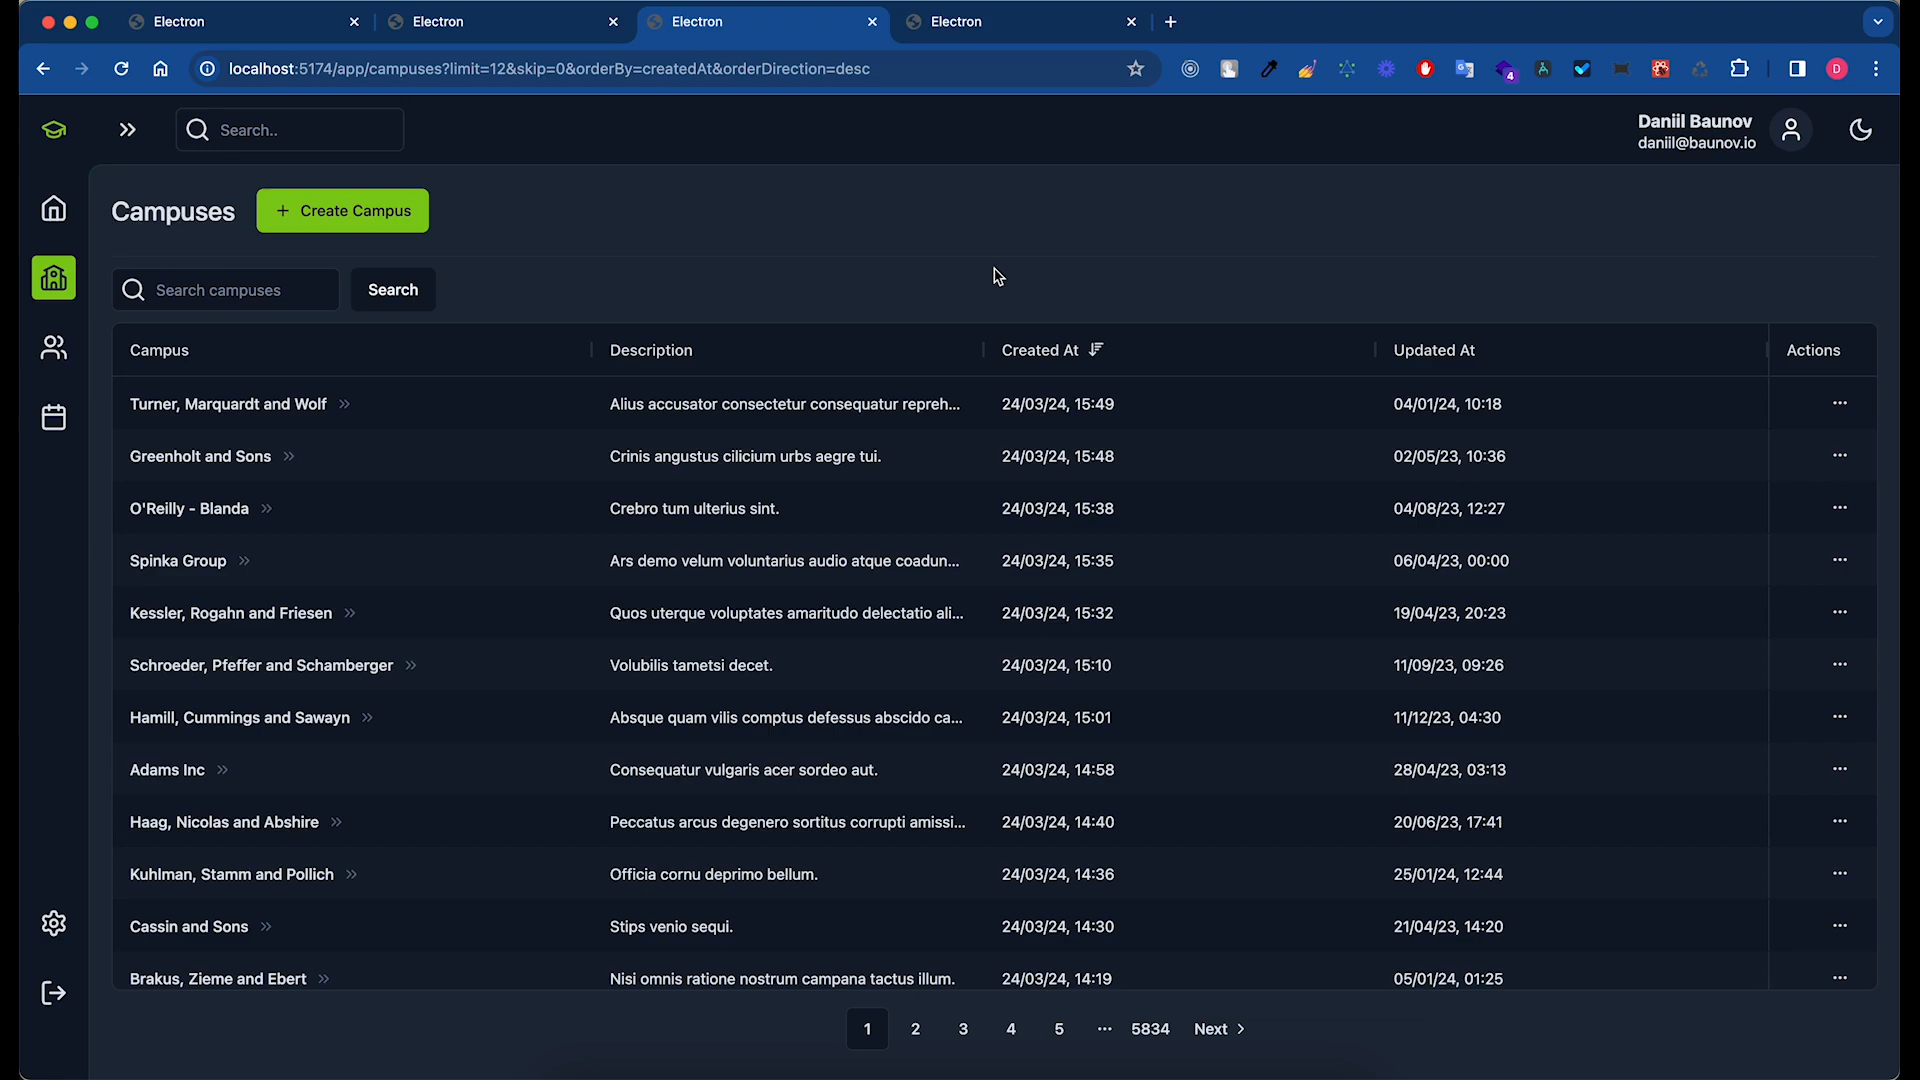 Electron Electron Electron Electron
localhost:5174/app/campuses?limit=12&skip=0&orderBy=createdAt&orderDirection=desc 4 D
Search.. Daniil Baunov
daniil@baunov.io
Campuses + Create Campus
Search campuses Search
Campus Description Created At Updated At Actions
Turner, Marquardt and Wolf » Alius accusator consectetur consequatur repreh... 24/03/24, 15:49 04/01/24, 10:18 ...
Greenholt and Sons » Crinis angustus cilicium urbs aegre tui. 24/03/24, 15:48 02/05/23, 10:36 ...
O'Reilly - Blanda » Crebro tum ulterius sint. 24/03/24, 15:38 04/08/23, 12:27 ...
Spinka Group » Ars demo velum voluntarius audio atque coadun... 24/03/24, 15:35 06/04/23, 00:00 ...
Kessler, Rogahn and Friesen » Quos uterque voluptates amaritudo delectatio ali... 24/03/24, 15:32 19/04/23, 20:23 ...
Schroeder, Pfeffer and Schamberger » Volubilis tametsi decet. 24/03/24, 15:10 11/09/23, 09:26 ...
Hamill, Cummings and Sawayn » Absque quam vilis comptus defessus abscido ca... 24/03/24, 15:01 11/12/23, 04:30 ...
Adams Inc » Consequatur vulgaris acer sordeo aut. 24/03/24, 14:58 28/04/23, 03:13 ...
Haag, Nicolas and Abshire » Peccatus arcus degenero sortitus corrupti amissi... 24/03/24, 14:40 20/06/23, 17:41 ...
Kuhlman, Stamm and Pollich » Officia cornu deprimo bellum. 24/03/24, 14:36 25/01/24, 12:44 ...
Cassin and Sons » Stips venio sequi. 24/03/24, 14:30 21/04/23, 14:20 ...
Brakus, Zieme and Ebert » Nisi omnis ratione nostrum campana tactus illum. 24/03/24, 14:19 05/01/24, 01:25 ...
1 2 3 4 5 ... 5834 Next >